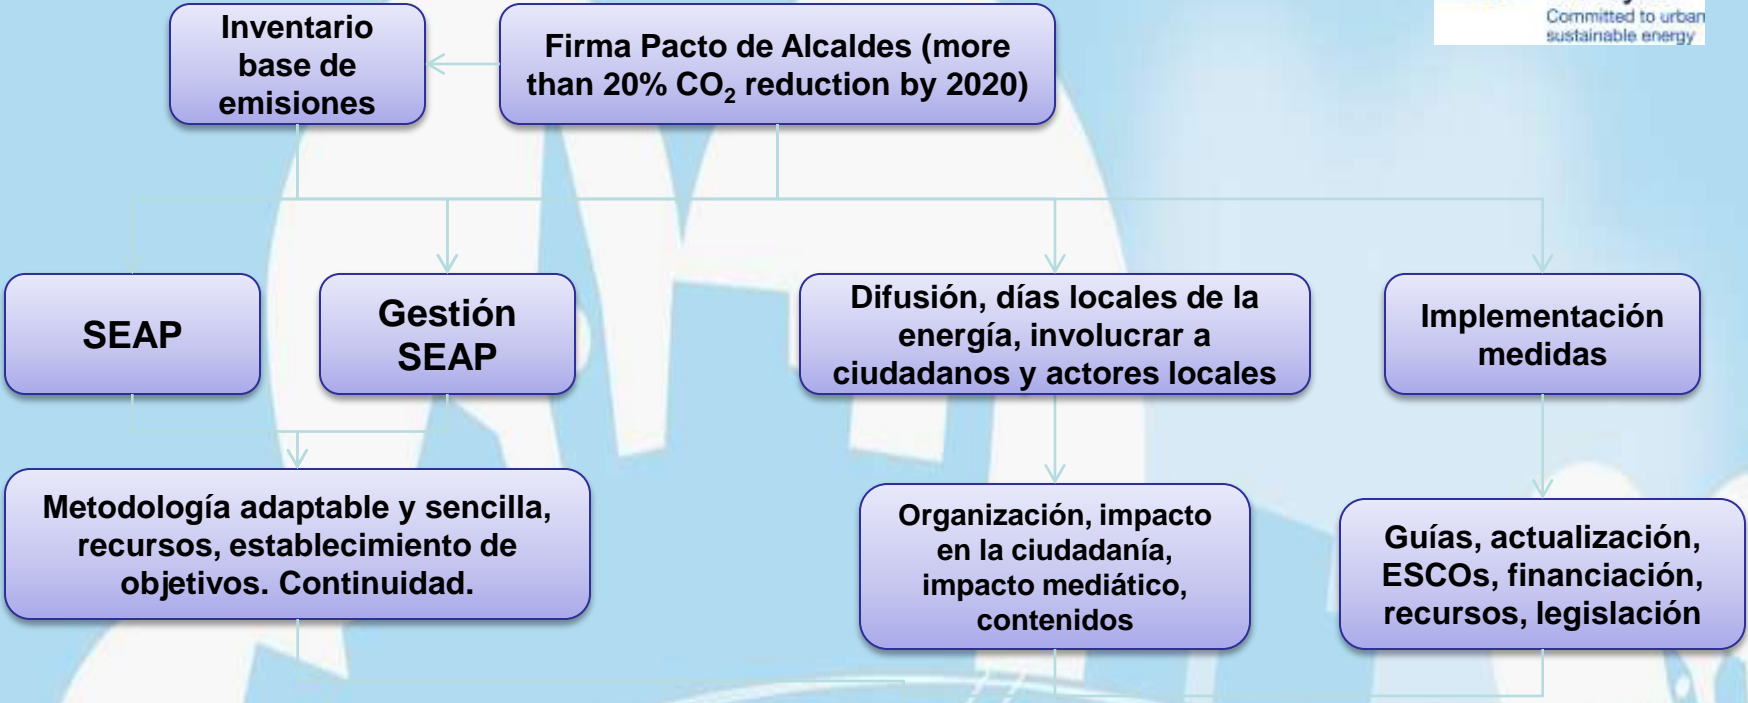 Committed to urban
sustainable energy
Inventario
base de
emisiones
Firma Pacto de Alcaldes (more
than 20% CO₂ reduction by 2020)
SEAP
Gestión
SEAP
Difusión, días locales de la
energía, involucrar a
ciudadanos y actores locales
Implementación
medidas
Metodología adaptable y sencilla,
recursos, establecimiento de
objetivos. Continuidad.
Organización, impacto
en la ciudadanía,
impacto mediático,
contenidos
Guías, actualización,
ESCOs, financiación,
recursos, legislación